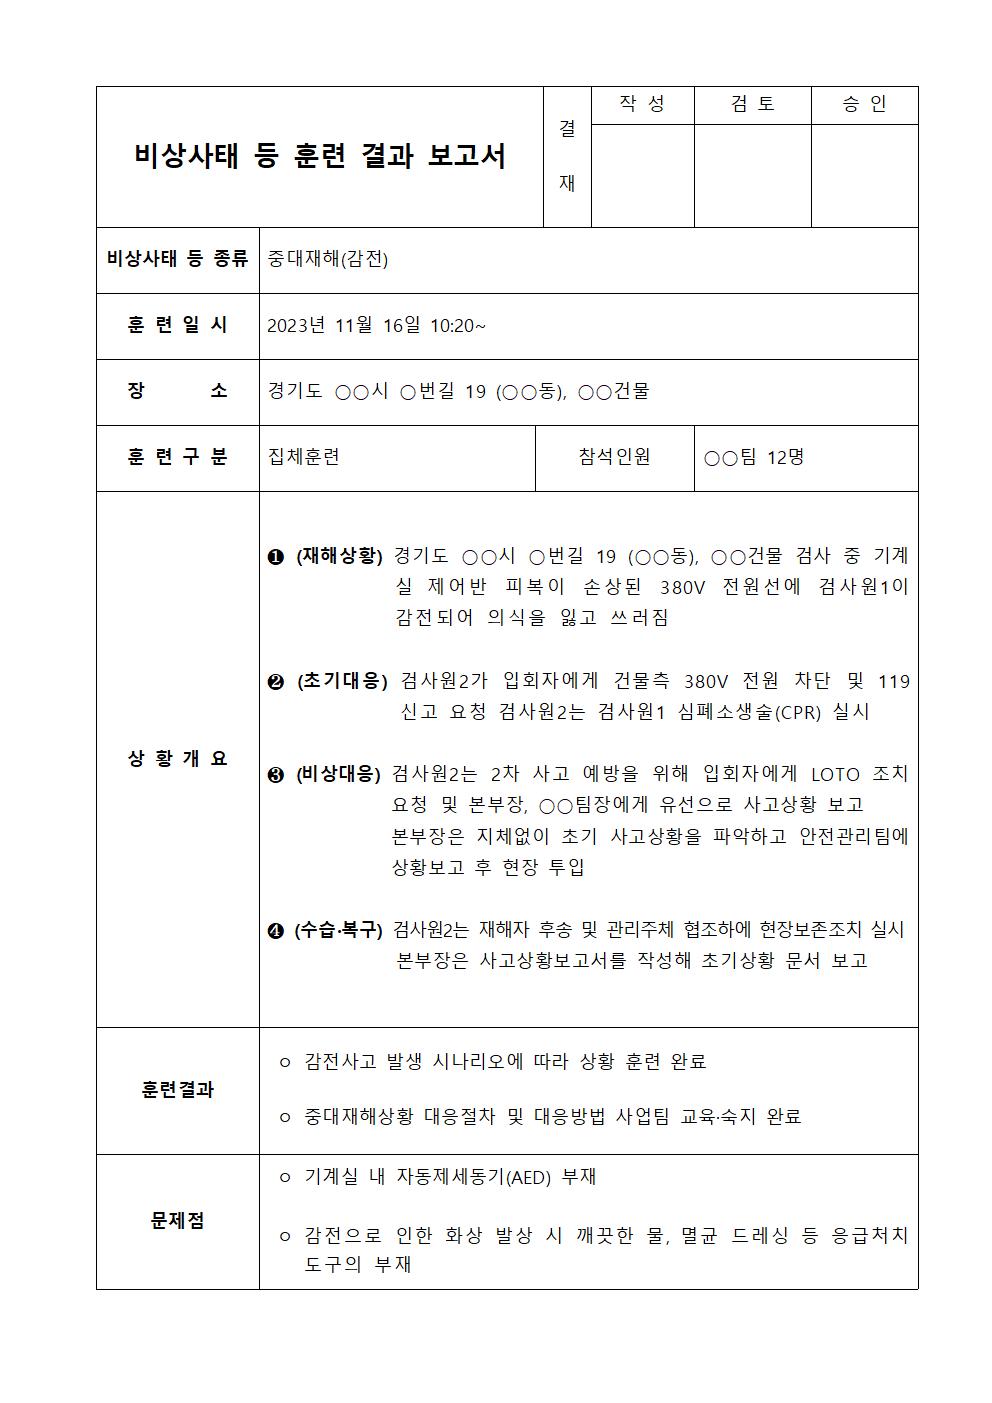 비상사태 등 훈련 결과 보고서
결
재
작 성
검 토
승 인
비상사태 등 종류
중대재해(감전)
훈 련 일 시
2023년 11월 16일 10:20~
장 소
경기도 ○○시 ○번길 19 (○○동), ○○건물
훈 련 구 분
집체훈련
참석인원
○○팀 12명
상 황 개 요
❶ (재해상황) 경기도 ○○시 ○번길 19 (○○동), ○○건물 검사 중 기계
실 제어반 피복이 손상된 380V 전원선에 검사원1이
감전되어 의식을 잃고 쓰러짐
❷ (초기대응) 검사원2가 입회자에게 건물측 380V 전원 차단 및 119
신고 요청 검사원2는 검사원1 심폐소생술(CPR) 실시
❸ (비상대응) 검사원2는 2차 사고 예방을 위해 입회자에게 LOTO 조치
요청 및 본부장, ○○팀장에게 유선으로 사고상황 보고
본부장은 지체없이 초기 사고상황을 파악하고 안전관리팀에
상황보고 후 현장 투입
❹ (수습·복구) 검사원2는 재해자 후송 및 관리주체 협조하에 현장보존조치 실시
본부장은 사고상황보고서를 작성해 초기상황 문서 보고
훈련결과
ㅇ 감전사고 발생 시나리오에 따라 상황 훈련 완료
ㅇ 중대재해상황 대응절차 및 대응방법 사업팀 교육·숙지 완료
문제점
ㅇ 기계실 내 자동제세동기(AED) 부재
ㅇ 감전으로 인한 화상 발상 시 깨끗한 물, 멸균 드레싱 등 응급처치
도구의 부재